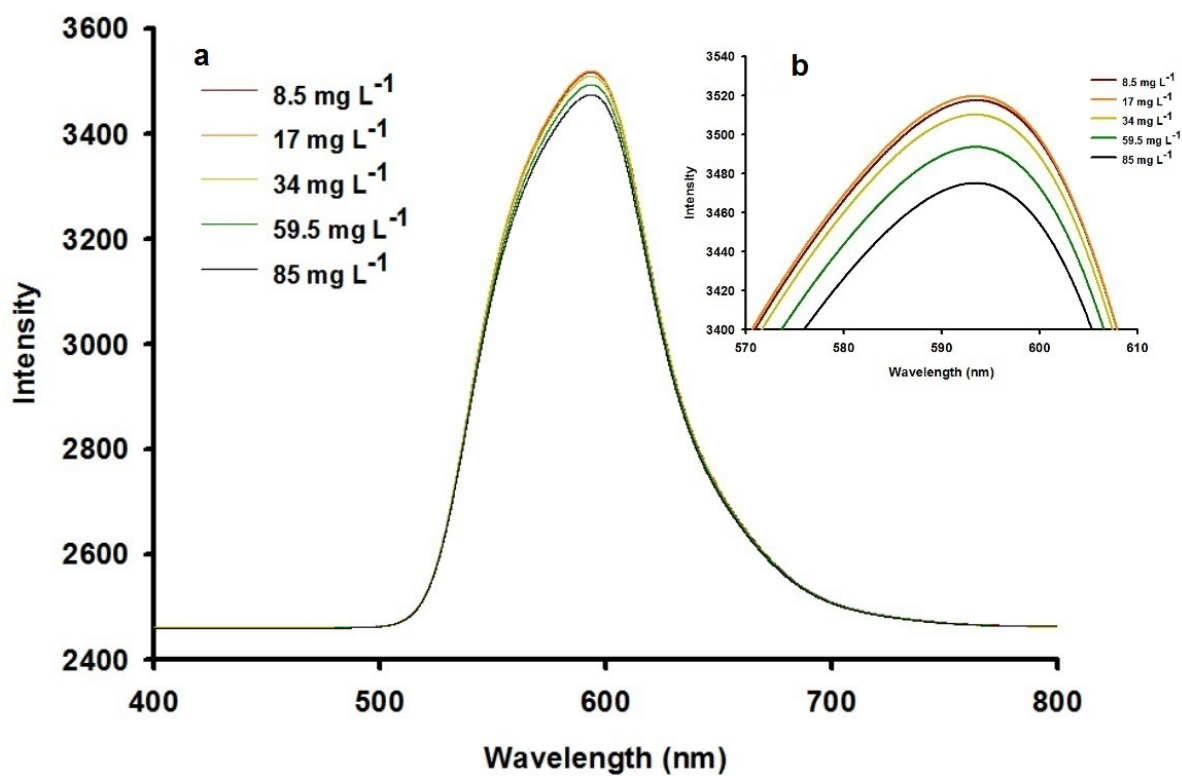 a
8.5 mg L-1
17 mg L-1
34 mg L-1
59.5 mg L-1
85 mg L-1
3600
3400
3200
3000
2800
2600
2400
Intensity
400 500 600 700 800
Wavelength (nm)
b
8.5 mg L-1
17 mg L-1
34 mg L-1
59.5 mg L-1
85 mg L-1
3540
3520
3500
3480
3460
3440
3420
3400
Intensity
570 580 590 600 610
Wavelength (nm)